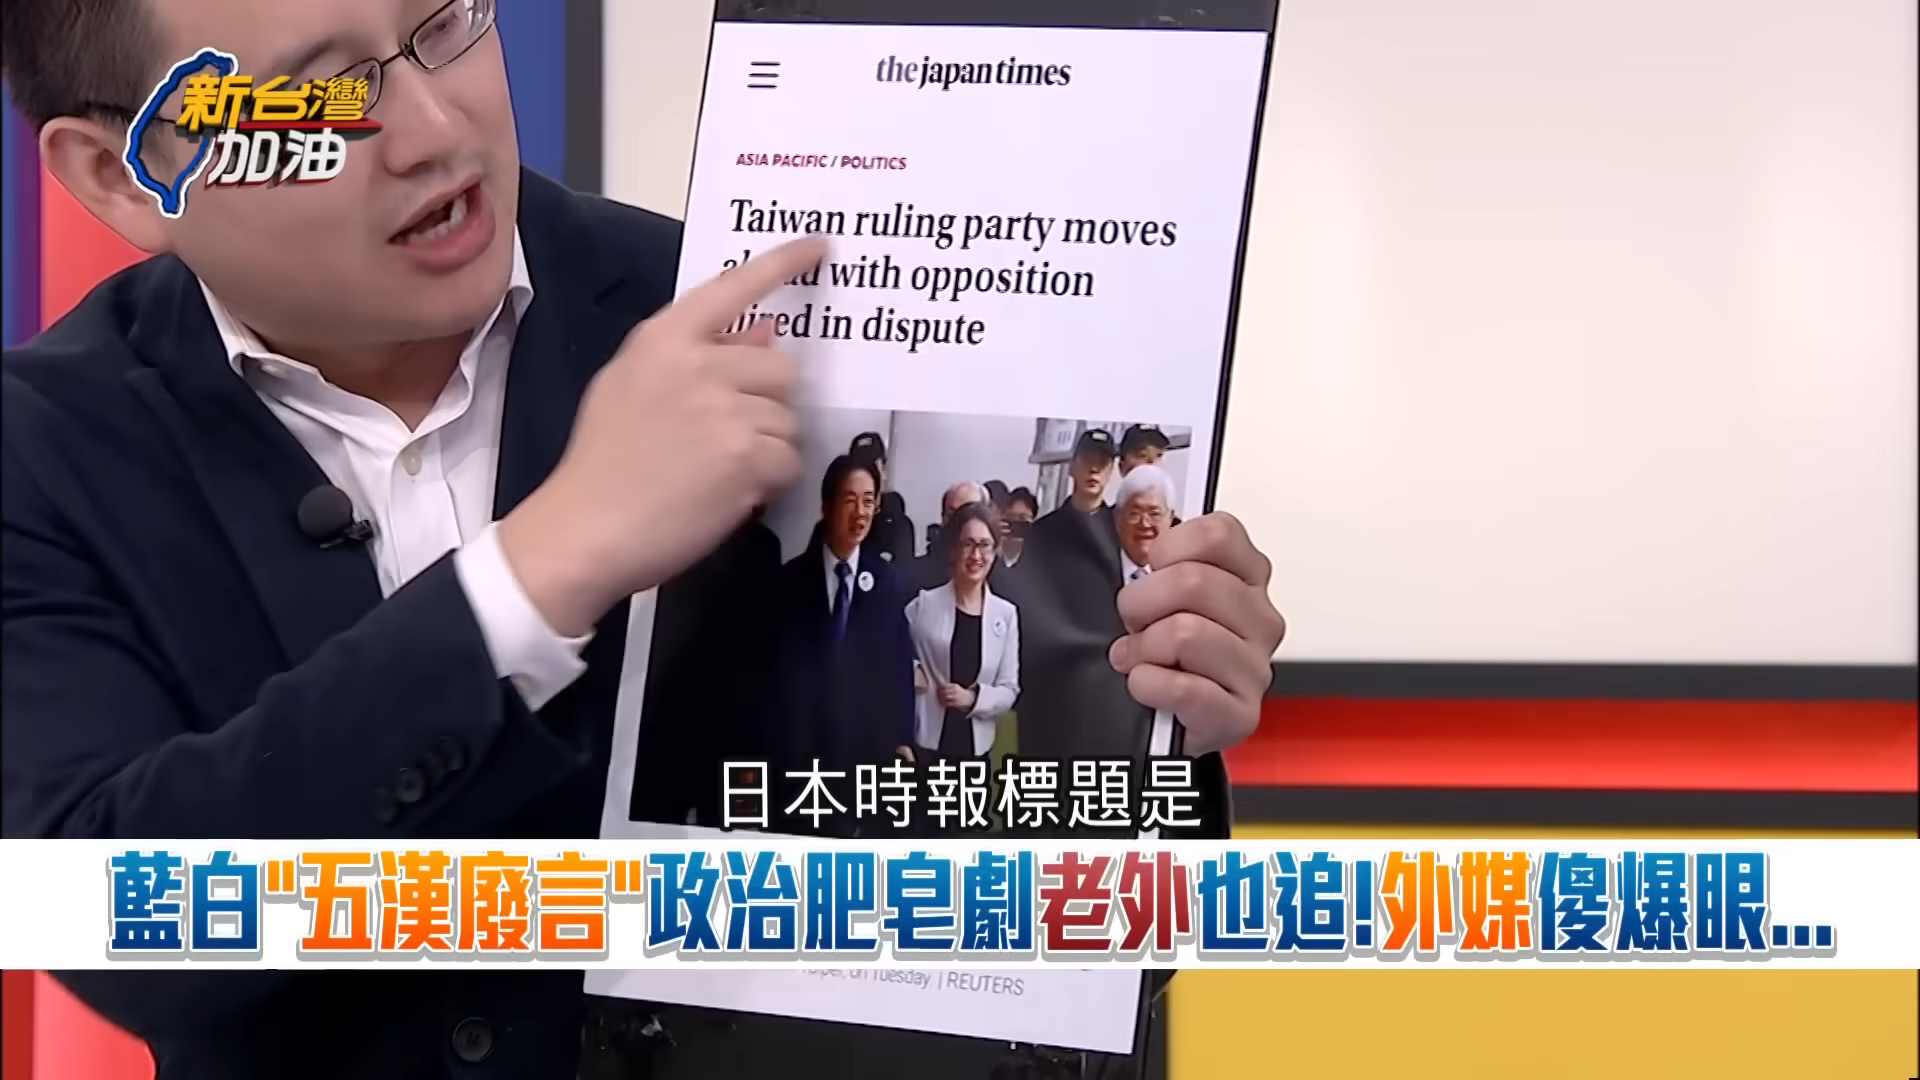 新台灣
加油
the japan times
ASIA PACIFIC / POLITICS
Taiwan ruling party moves
with opposition
in dispute
日本時報標題是
藍白"五漢廢言"政治肥皂劇老外也追!外媒傻爆眼...
on Tuesday. | REUTERS